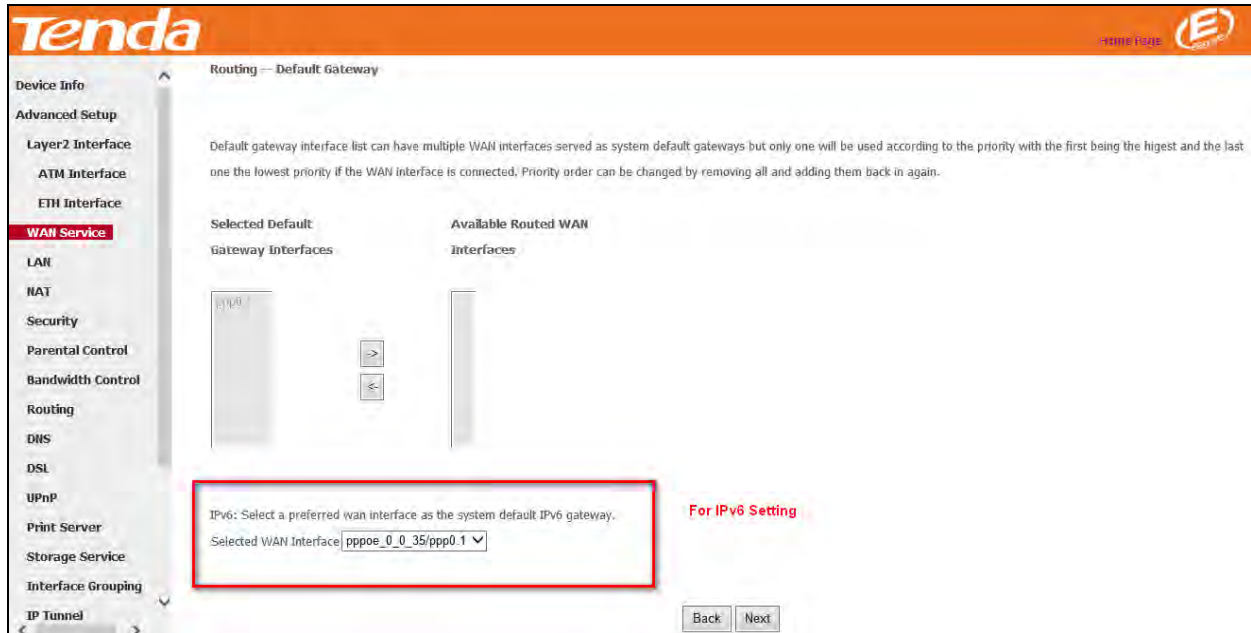 Tenda
Home Page
Device Info
Advanced Setup
Layer2 Interface
ATM Interface
ETH Interface
WAN Service
LAN
NAT
Security
Parental Control
Bandwidth Control
Routing
DNS
DSL
UPnP
Print Server
Storage Service
Interface Grouping
IP Tunnel
Routing -- Default Gateway
Default gateway interface list can have multiple WAN interfaces served as system default gateways but only one will be used according to the priority with the first being the higest and the last
one the lowest priority if the WAN interface is connected. Priority order can be changed by removing all and adding them back in again.
Selected Default
Gateway Interfaces
Available Routed WAN
Interfaces
->
<-
IPv6: Select a preferred wan interface as the system default IPv6 gateway.
Selected WAN Interface pppoe_0_0_35/ppp0.1
For IPv6 Setting
Back Next